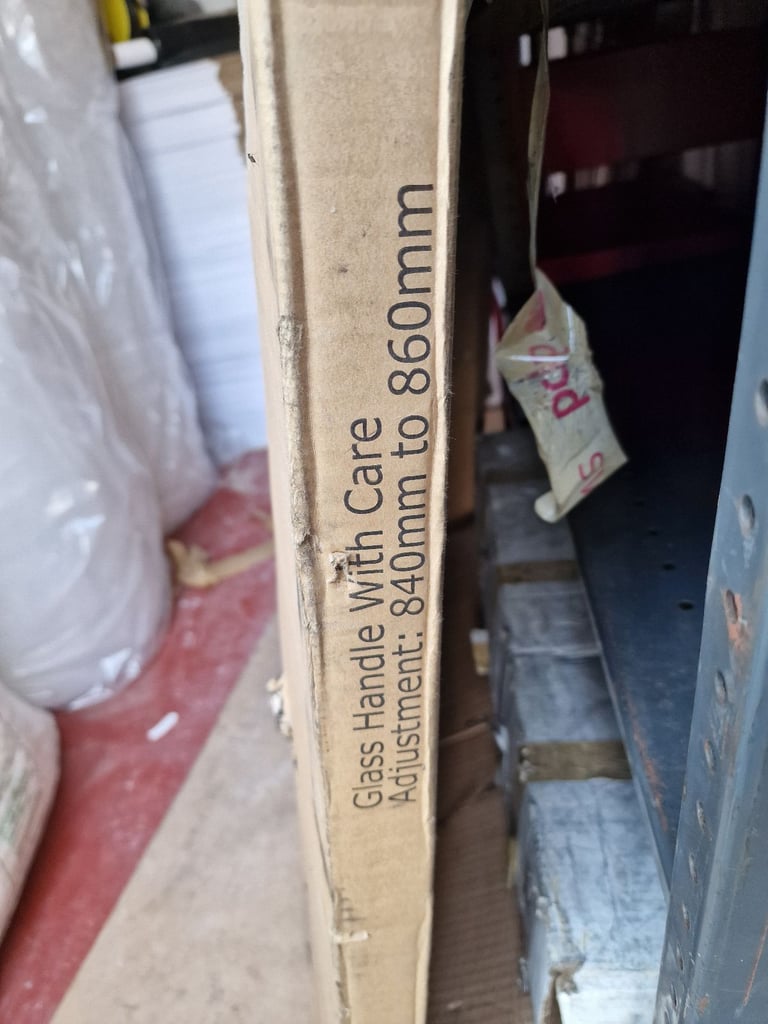 Glass Handle With Care
Adjustment: 840mm to 860mm